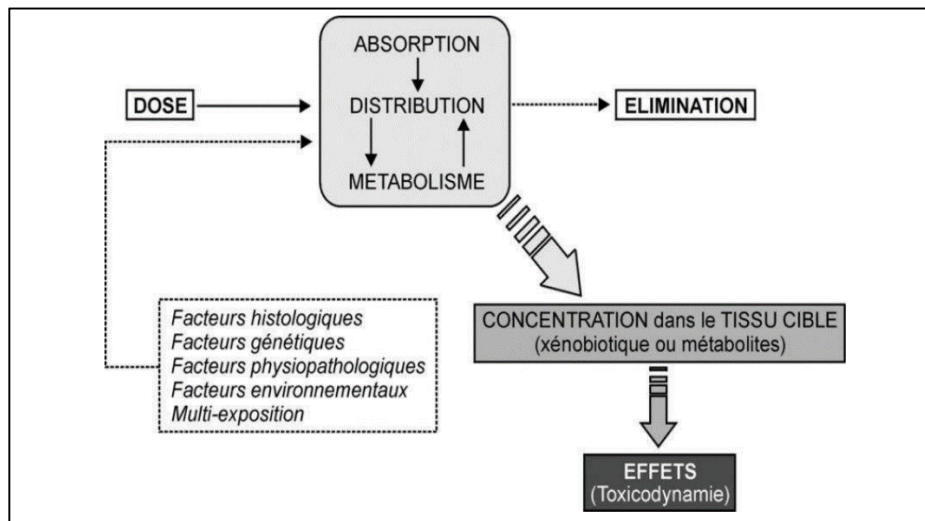 ABSORPTION
DOSE
DISTRIBUTION
ELIMINATION
METABOLISME
Facteurs histologiques
Facteurs génétiques
Facteurs physiopathologiques
Facteurs environnementaux
Multi-exposition
CONCENTRATION dans le TISSU CIBLE
(xénobiotique ou métabolites)
EFFETS
(Toxicodynamie)